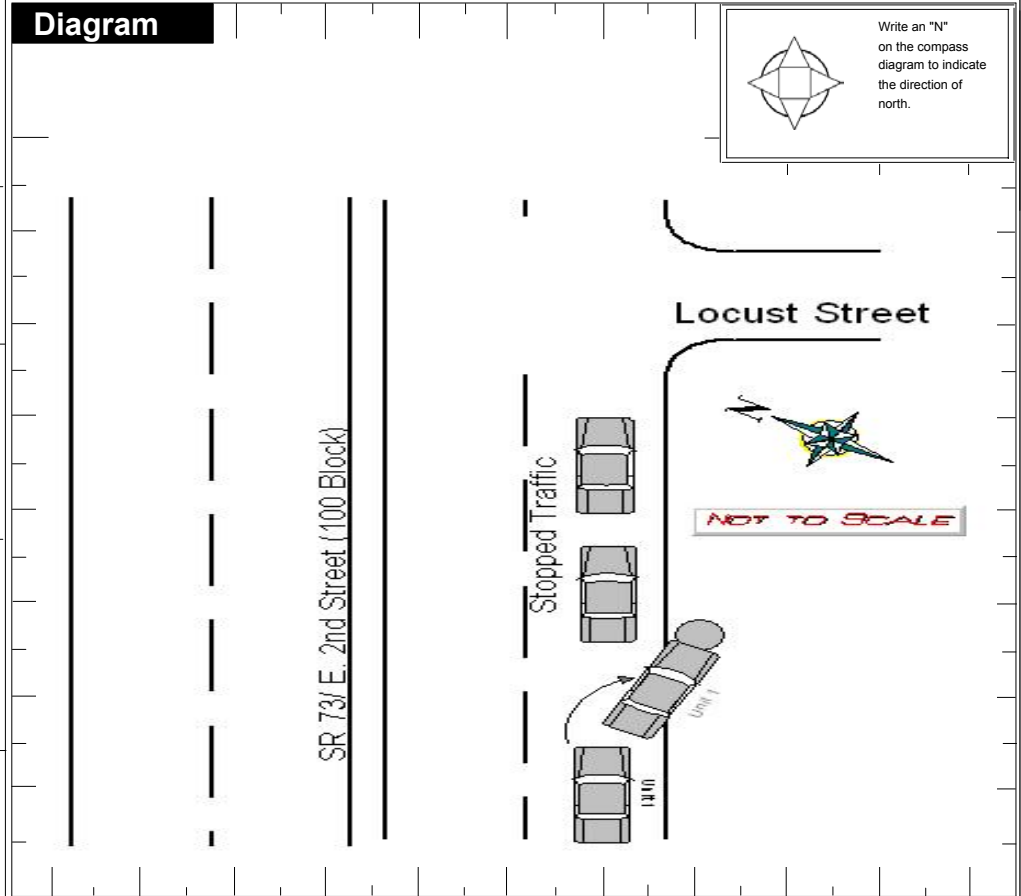 Diagram
Write an "N"
on the compass
diagram to indicate
the direction of
north.
Locust Street
N
NOT TO SCALE
SR 73/ E. 2nd Street (100 Block)
Stopped Traffic
Unit 1
Unit 1